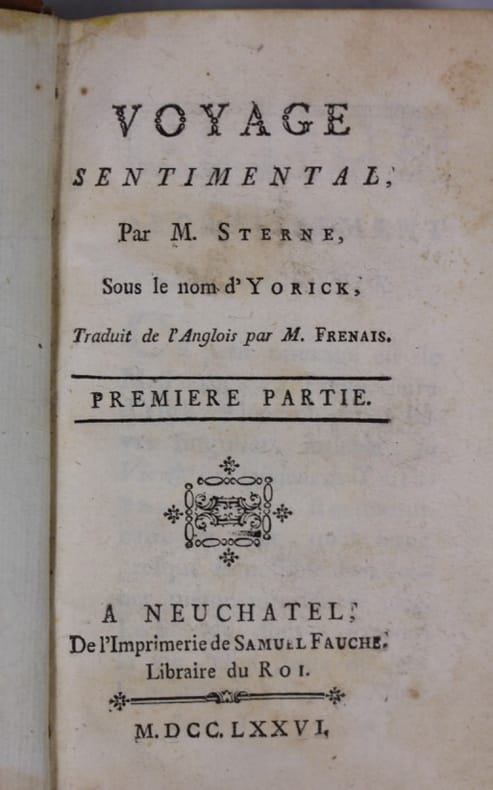 VOYAGE
SENTIMENTAL,
Par M. STERNE,
Sous le nom d'YORICK,
Traduit de l'Anglois par M. FRENAIS.
PREMIERE PARTIE.
A NEUCHATEL,
De l'Imprimerie de SAMUEL FAUCHE.
Libraire du ROI.
M.DCC.LXXVI.